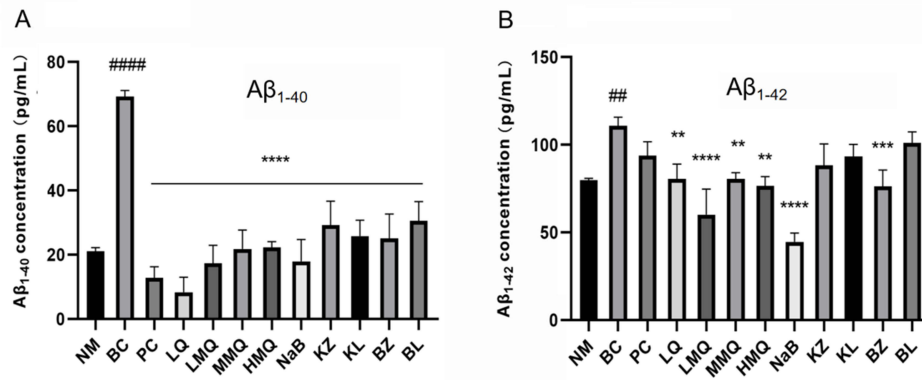 A
Aβ1-40 concentration (pg/mL)
80
60
40
20
0
####
Aβ1-40
****
NM BC PC LQ LMQ MMQ HMQ NaB KZ KL BZ BL
B
Aβ1-42 concentration (pg/mL)
150
100
50
0
##
Aβ1-42
** **** ** ** **** ***
NM BC PC LQ LMQ MMQ HMQ NaB KZ KL BZ BL